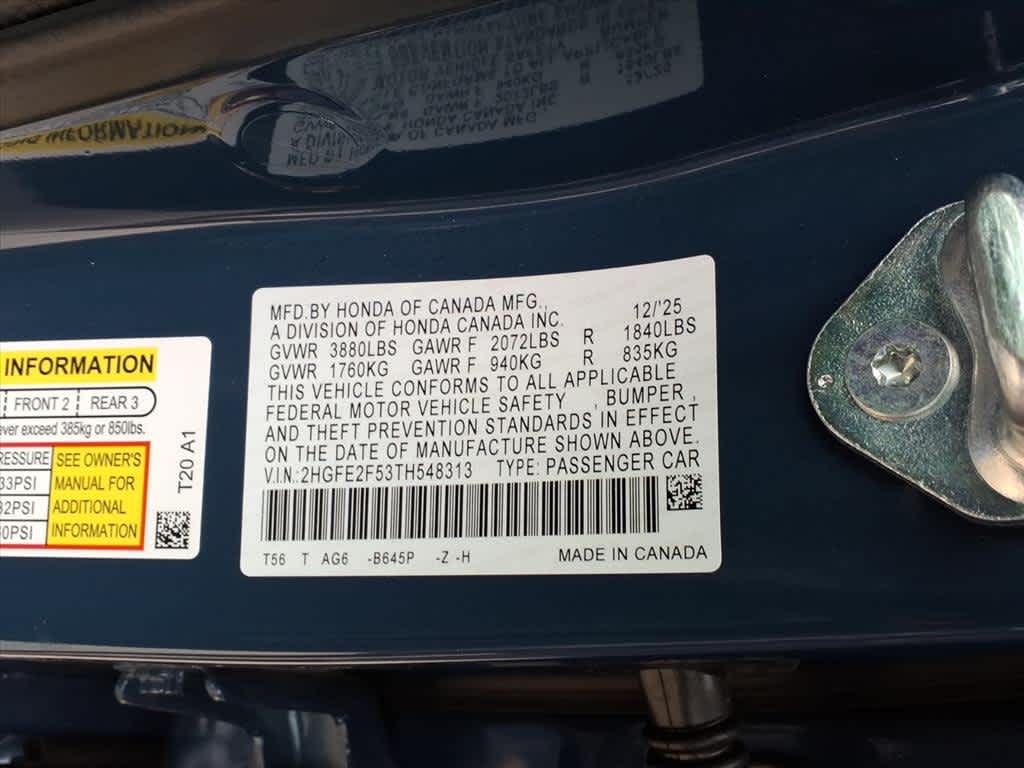 MFD.BY HONDA OF CANADA MFG., 12/'25
A DIVISION OF HONDA CANADA INC.
GVWR 3880LBS GAWR F 2072LBS R 1840LBS
GVWR 1760KG GAWR F 940KG R 835KG
THIS VEHICLE CONFORMS TO ALL APPLICABLE
FEDERAL MOTOR VEHICLE SAFETY , BUMPER ,
AND THEFT PREVENTION STANDARDS IN EFFECT
ON THE DATE OF MANUFACTURE SHOWN ABOVE.
V.I.N.:2HGFE2F53TH548313 TYPE: PASSENGER CAR
T56 T AG6 -B645P -Z -H MADE IN CANADA
INFORMATION
FRONT 2 REAR 3
exceed 385kg or 850lbs.
SEE OWNER'S
MANUAL FOR
ADDITIONAL
INFORMATION
T20 A1